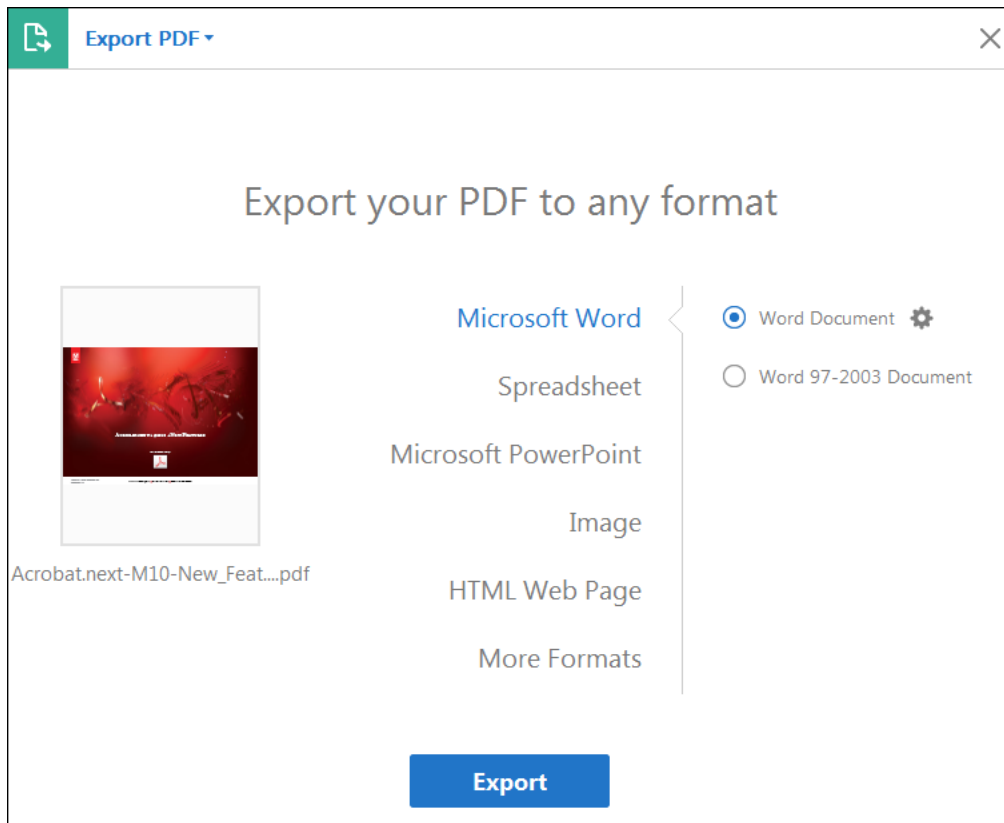 Export PDF
Export your PDF to any format
Microsoft Word
Word Document
Spreadsheet
Word 97-2003 Document
Microsoft PowerPoint
Image
Acrobat.next-M10-New_Feat....pdf
HTML Web Page
More Formats
Export